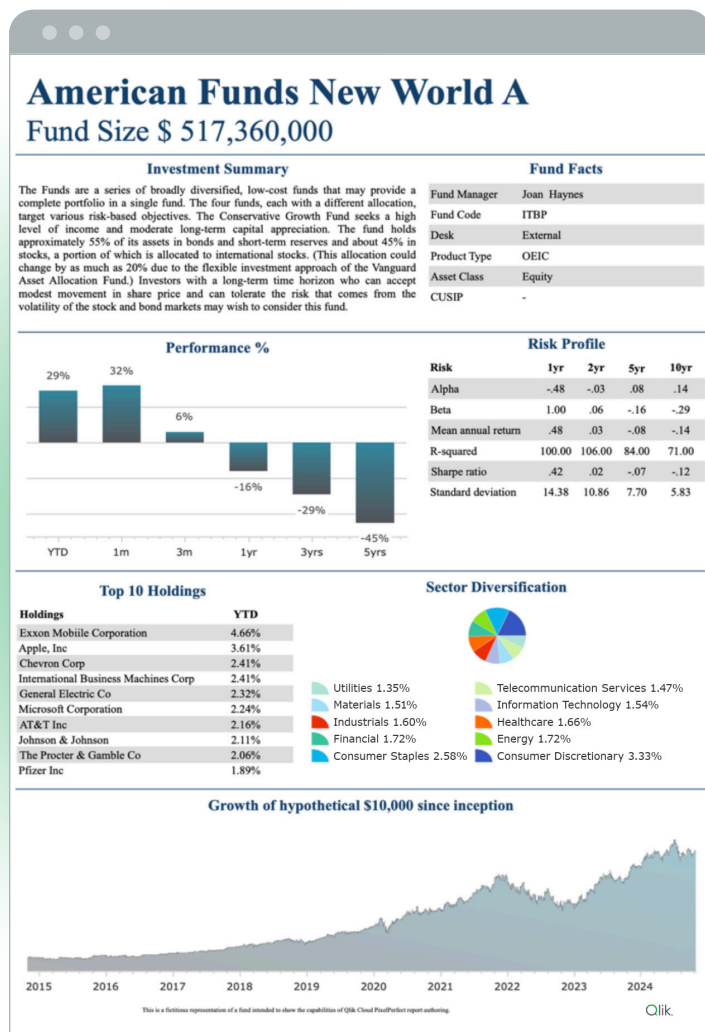 American Funds New World A
Fund Size $ 517,360,000
Investment Summary
The Funds are a series of broadly diversified, low-cost funds that may provide a
complete portfolio in a single fund. The four funds, each with a different allocation,
target various risk-based objectives. The Conservative Growth Fund seeks a high
level of income and moderate long-term capital appreciation. The fund holds
approximately 55% of its assets in bonds and short-term reserves and about 45% in
stocks, a portion of which is allocated to international stocks. (This allocation could
change by as much as 20% due to the flexible investment approach of the Vanguard
Asset Allocation Fund.) Investors with a long-term time horizon who can accept
modest movement in share price and can tolerate the risk that comes from the
volatility of the stock and bond markets may wish to consider this fund.
Fund Facts
Fund Manager Joan Haynes
Fund Code ITBP
Desk External
Product Type OEIC
Asset Class Equity
CUSIP -
Performance %
29% 32% 6% -16% -29% -45%
YTD 1m 3m 1yr 3yrs 5yrs
Risk Profile
Risk 1yr 2yr 5yr 10yr
Alpha -.48 -.03 .08 .14
Beta 1.00 .06 -.16 -.29
Mean annual return .48 .03 -.08 -.14
R-squared 100.00 106.00 84.00 71.00
Sharpe ratio .42 .02 -.07 -.12
Standard deviation 14.38 10.86 7.70 5.83
Top 10 Holdings
Holdings YTD
Exxon Mobiile Corporation 4.66%
Apple, Inc 3.61%
Chevron Corp 2.41%
International Business Machines Corp 2.41%
General Electric Co 2.32%
Microsoft Corporation 2.24%
AT&T Inc 2.16%
Johnson & Johnson 2.11%
The Procter & Gamble Co 2.06%
Pfizer Inc 1.89%
Sector Diversification
Utilities 1.35% Telecommunication Services 1.47%
Materials 1.51% Information Technology 1.54%
Industrials 1.60% Healthcare 1.66%
Financial 1.72% Energy 1.72%
Consumer Staples 2.58% Consumer Discretionary 3.33%
Growth of hypothetical $10,000 since inception
2015 2016 2017 2018 2019 2020 2021 2022 2023 2024
This is a fictitious representation of a fund intended to show the capabilities of Qlik Cloud PixelPerfect report authoring.
Qlik